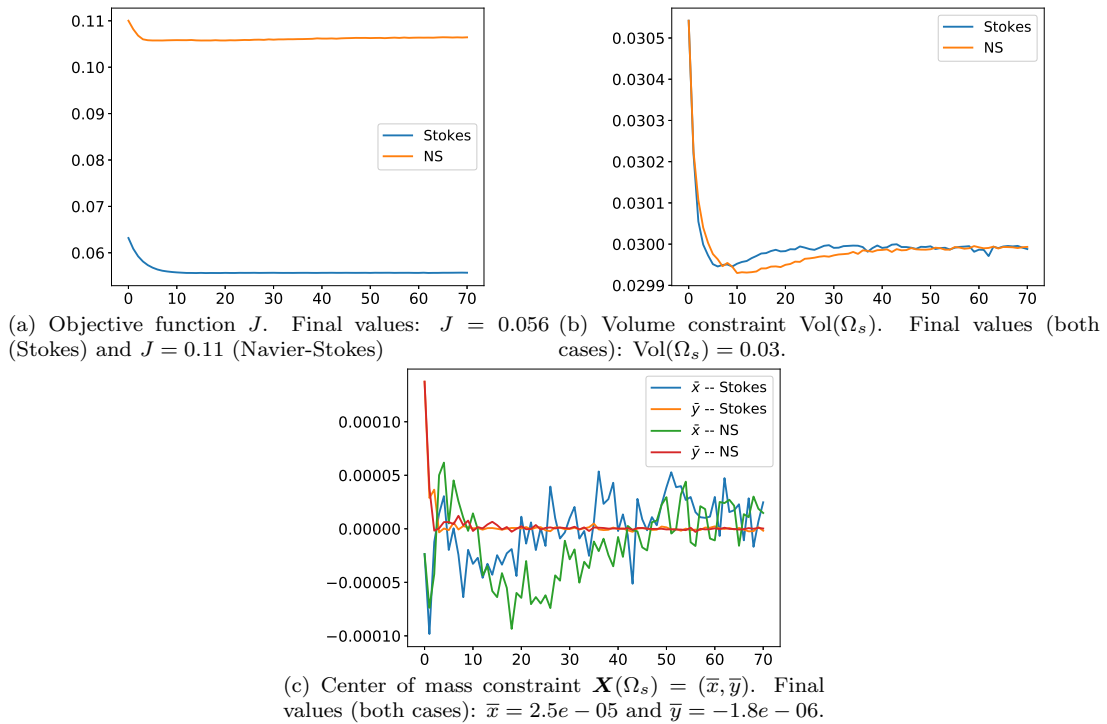 0.11
0.10
0.09
0.08
0.07
0.06
0 10 20 30 40 50 60 70
Stokes
NS
0.0305
0.0304
0.0303
0.0302
0.0301
0.0300
0.0299
0 10 20 30 40 50 60 70
Stokes
NS
(a) Objective function J. Final values: J = 0.056
(Stokes) and J = 0.11 (Navier-Stokes)
(b) Volume constraint Vol(Ωₛ). Final values (both
cases): Vol(Ωₛ) = 0.03.
0.00010
0.00005
0.00000
−0.00005
−0.00010
0 10 20 30 40 50 60 70
x̄ -- Stokes
ȳ -- Stokes
x̄ -- NS
ȳ -- NS
(c) Center of mass constraint X(Ωₛ) = (x̄, ȳ). Final
values (both cases): x̄ = 2.5e − 05 and ȳ = −1.8e − 06.